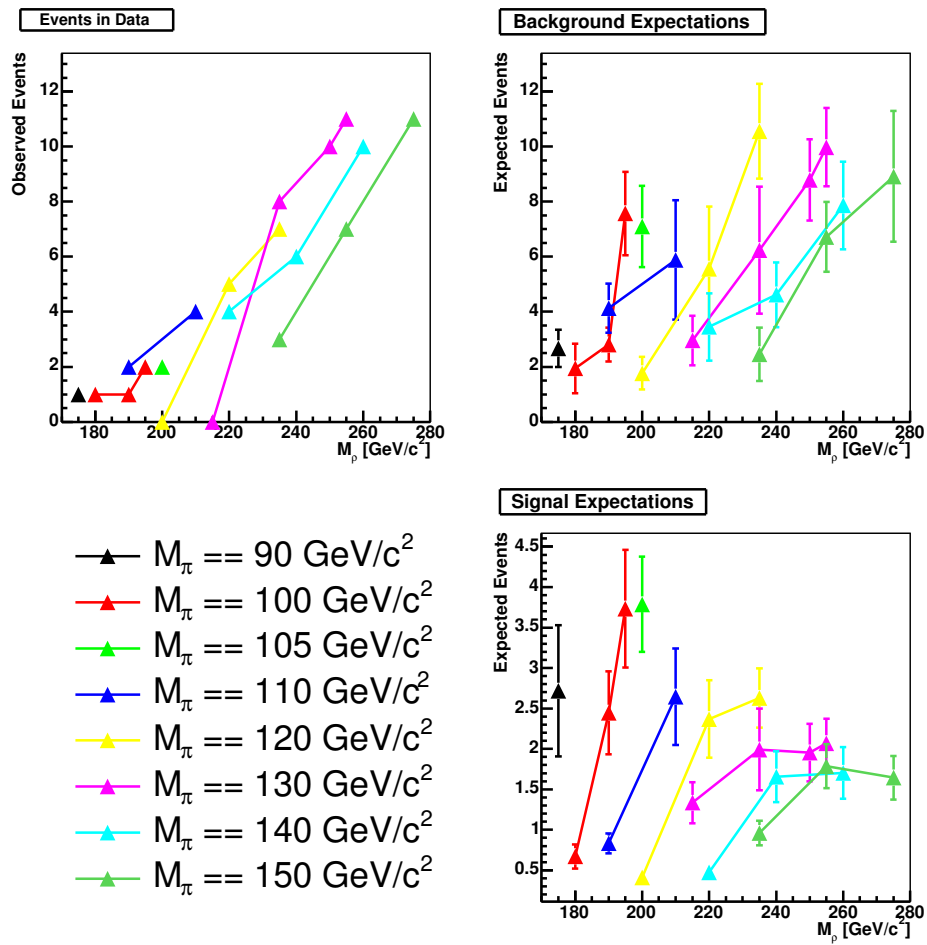 Events in Data
Observed Events
12
10
8
6
4
2
0
180 200 220 240 260 280
M_ρ [GeV/c²]
Background Expectations
Expected Events
12
10
8
6
4
2
0
180 200 220 240 260 280
M_ρ [GeV/c²]
M_π == 90 GeV/c²
M_π == 100 GeV/c²
M_π == 105 GeV/c²
M_π == 110 GeV/c²
M_π == 120 GeV/c²
M_π == 130 GeV/c²
M_π == 140 GeV/c²
M_π == 150 GeV/c²
Signal Expectations
Expected Events
4.5
4
3.5
3
2.5
2
1.5
1
0.5
180 200 220 240 260 280
M_ρ [GeV/c²]